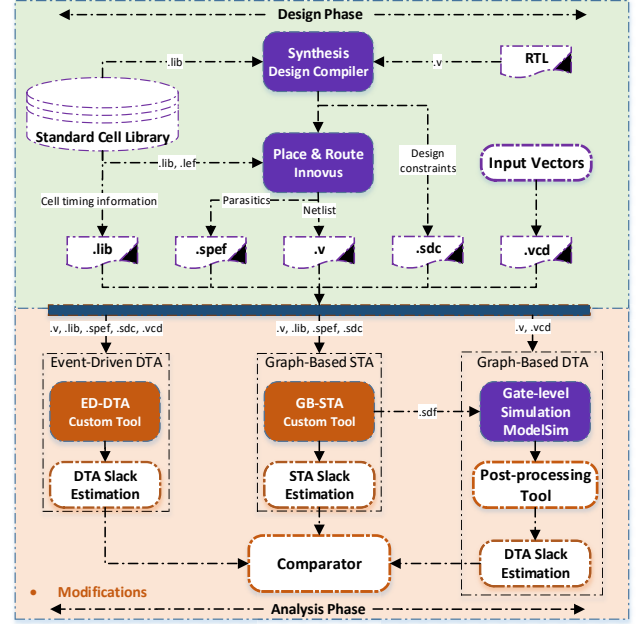 Design Phase
Synthesis
Design Compiler
.lib
.v
RTL
Standard Cell Library
Place & Route
Innovus
.lib, .lef
Design
constraints
Input Vectors
Cell timing information
Parasitics
Netlist
.lib
.spef
.v
.sdc
.vcd
.v, .lib, .spef, .sdc, .vcd
.v, .lib, .spef, .sdc
.v, .vcd
Event-Driven DTA
Graph-Based STA
Graph-Based DTA
ED-DTA
Custom Tool
GB-STA
Custom Tool
.sdf
Gate-level
Simulation
ModelSim
DTA Slack
Estimation
STA Slack
Estimation
Post-processing
Tool
Comparator
DTA Slack
Estimation
• Modifications
Analysis Phase